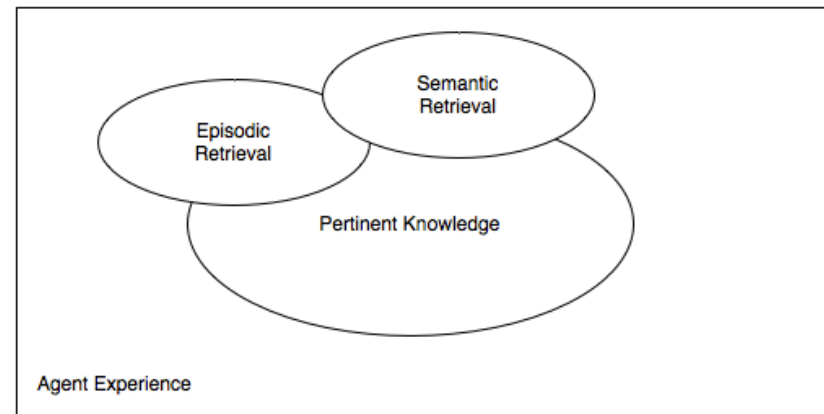 Semantic
Retrieval
Episodic
Retrieval
Pertinent Knowledge
Agent Experience